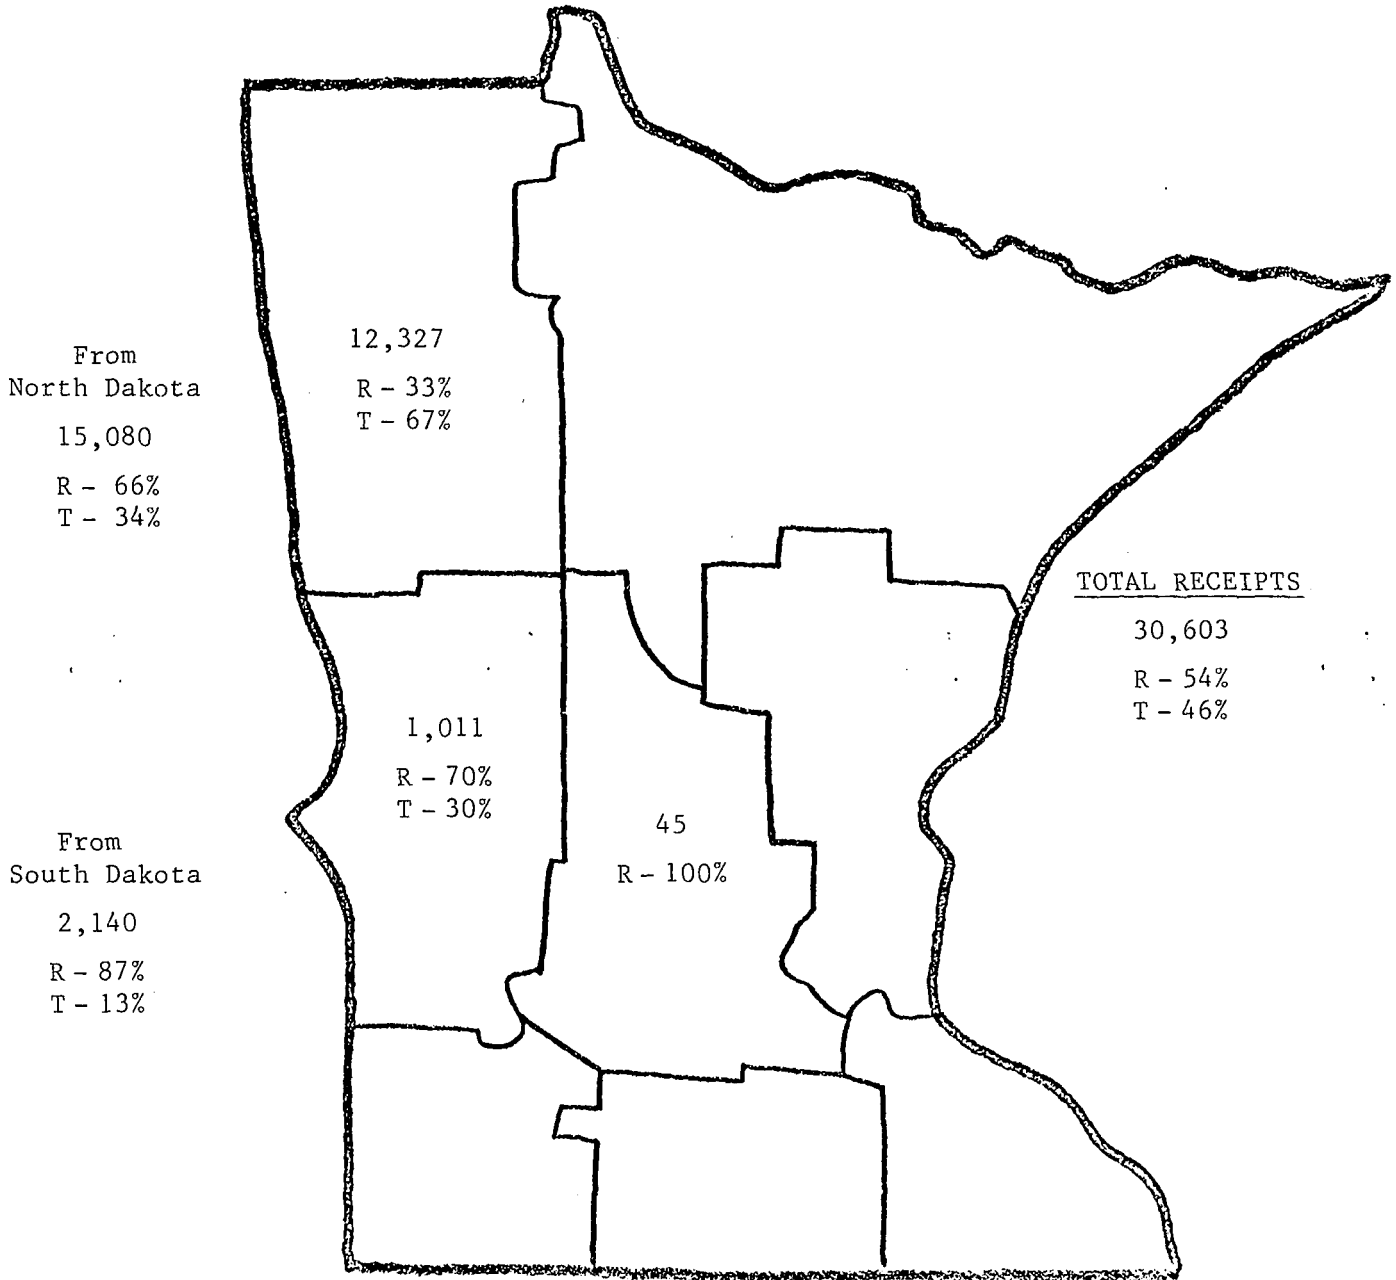 From
North Dakota
15,080
R - 66%
T - 34%
12,327
R - 33%
T - 67%
TOTAL RECEIPTS
30,603
R - 54%
T - 46%
1,011
R - 70%
T - 30%
45
R - 100%
From
South Dakota
2,140
R - 87%
T - 13%